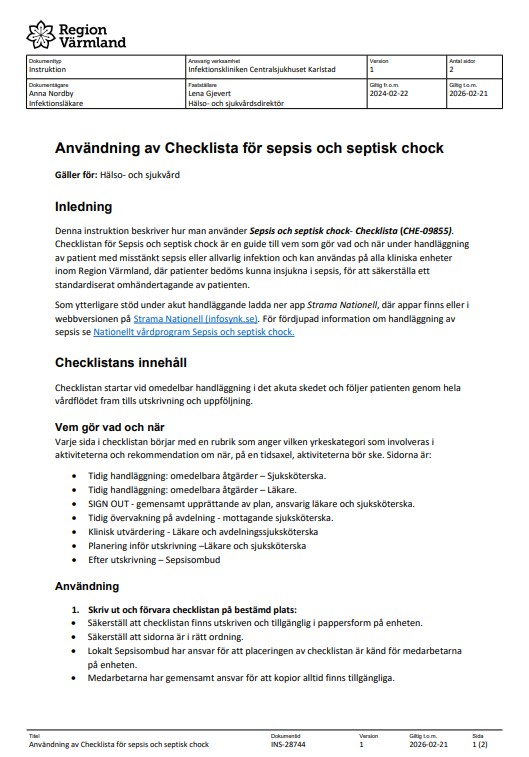 Region
Värmland
Dokumenttyp
Instruktion
Ansvarig verksamhet
Infektionskliniken Centralsjukhuset Karlstad
Version
1
Antal sidor
2
Dokumentägare
Anna Nordby
Infektionsläkare
Fastställare
Lena Gjevert
Hälso- och sjukvårdsdirektör
Giltig fr.o.m.
2024-02-22
Giltig t.o.m.
2026-02-21
Användning av Checklista för sepsis och septisk chock
Gäller för: Hälso- och sjukvård
Inledning
Denna instruktion beskriver hur man använder Sepsis och septisk chock- Checklista (CHE-09855).
Checklistan för Sepsis och septisk chock är en guide till vem som gör vad och när under handläggning
av patient med misstänkt sepsis eller allvarlig infektion och kan användas på alla kliniska enheter
inom Region Värmland, där patienter bedöms kunna insjukna i sepsis, för att säkerställa ett
standardiserat omhändertagande av patienten.
Som ytterligare stöd under akut handläggande ladda ner app Strama Nationell, där appar finns eller i
webbversionen på Strama Nationell (infosynk.se). För fördjupad information om handläggning av
sepsis se Nationellt vårdprogram Sepsis och septisk chock.
Checklistans innehåll
Checklistan startar vid omedelbar handläggning i det akuta skedet och följer patienten genom hela
vårdflödet fram tills utskrivning och uppföljning.
Vem gör vad och när
Varje sida i checklistan börjar med en rubrik som anger vilken yrkeskategori som involveras i
aktiviteterna och rekommendation om när, på en tidsaxel, aktiviteterna bör ske. Sidorna är:
• Tidig handläggning: omedelbara åtgärder – Sjuksköterska.
• Tidig handläggning: omedelbara åtgärder – Läkare.
• SIGN OUT - gemensamt upprättande av plan, ansvarig läkare och sjuksköterska.
• Tidig övervakning på avdelning - mottagande sjuksköterska.
• Klinisk utvärdering - Läkare och avdelningssjuksköterska
• Planering inför utskrivning –Läkare och sjuksköterska
• Efter utskrivning – Sepsisombud
Användning
1. Skriv ut och förvara checklistan på bestämd plats:
• Säkerställ att checklistan finns utskriven och tillgänglig i pappersform på enheten.
• Säkerställ att sidorna är i rätt ordning.
• Lokalt Sepsisombud har ansvar för att placeringen av checklistan är känd för medarbetarna
på enheten.
• Medarbetarna har gemensamt ansvar för att kopior alltid finns tillgängliga.
Titel
Användning av Checklista för sepsis och septisk chock
Dokumentid
INS-28744
Version
1
Giltig t.o.m.
2026-02-21
Sida
1 (2)